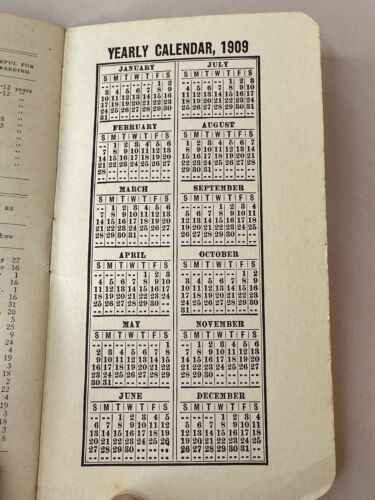 EFUL FOR
REEDING
-12 years
-12 "
BE
Ewe
27
16
1
16
31
20
YEARLY CALENDAR, 1909
JANUARY
S M T W T F S
-- -- -- -- -- 1 2
3 4 5 6 7 8 9
10 11 12 13 14 15 16
17 18 19 20 21 22 23
24 25 26 27 28 29 30
31 -- -- -- -- -- --
FEBRUARY
S M T W T F S
-- 1 2 3 4 5 6
7 8 9 10 11 12 13
14 15 16 17 18 19 20
21 22 23 24 25 26 27
28 -- -- -- -- -- --
MARCH
S M T W T F S
-- 1 2 3 4 5 6
7 8 9 10 11 12 13
14 15 16 17 18 19 20
21 22 23 24 25 26 27
28 29 30 31 -- -- --
APRIL
S M T W T F S
-- -- -- -- 1 2 3
4 5 6 7 8 9 10
11 12 13 14 15 16 17
18 19 20 21 22 23 24
25 26 27 28 29 30 --
MAY
S M T W T F S
-- -- -- -- -- -- 1
2 3 4 5 6 7 8
9 10 11 12 13 14 15
16 17 18 19 20 21 22
23 24 25 26 27 28 29
30 31 -- -- -- -- --
JUNE
S M T W T F S
-- -- 1 2 3 4 5
6 7 8 9 10 11 12
13 14 15 16 17 18 19
20 21 22 23 24 25 26
27 28 29 30 -- -- --
JULY
S M T W T F S
-- -- -- -- 1 2 3
4 5 6 7 8 9 10
11 12 13 14 15 16 17
18 19 20 21 22 23 24
25 26 27 28 29 30 31
AUGUST
S M T W T F S
1 2 3 4 5 6 7
8 9 10 11 12 13 14
15 16 17 18 19 20 21
22 23 24 25 26 27 28
29 30 31 -- -- -- --
SEPTEMBER
S M T W T F S
-- -- -- 1 2 3 4
5 6 7 8 9 10 11
12 13 14 15 16 17 18
19 20 21 22 23 24 25
26 27 28 29 30 -- --
OCTOBER
S M T W T F S
-- -- -- -- -- 1 2
3 4 5 6 7 8 9
10 11 12 13 14 15 16
17 18 19 20 21 22 23
24 25 26 27 28 29 30
31 -- -- -- -- -- --
NOVEMBER
S M T W T F S
-- 1 2 3 4 5 6
7 8 9 10 11 12 13
14 15 16 17 18 19 20
21 22 23 24 25 26 27
28 29 30 -- -- -- --
DECEMBER
S M T W T F S
-- -- -- 1 2 3 4
5 6 7 8 9 10 11
12 13 14 15 16 17 18
19 20 21 22 23 24 25
26 27 28 29 30 31 --